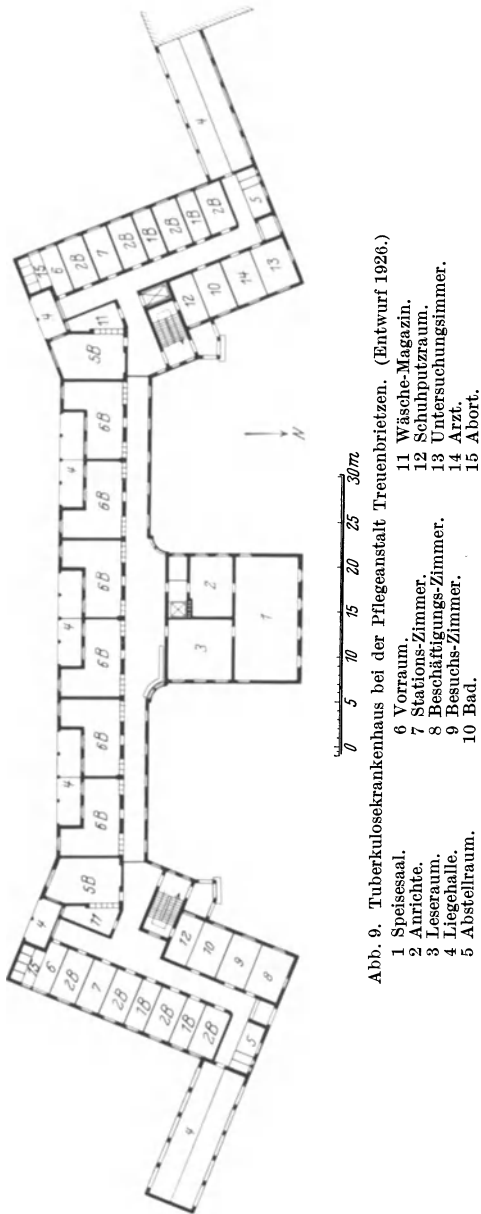 4
15
6
2B
7
2B
1B
2B
1B
2B
5
4
11
5B
12
10
14
13
6B
4
6B
6B
4
6B
6B
4
6B
5B
11
4
15
6
2B
7
2B
1B
2B
1B
2B
5
4
12
10
9
8
3
2
1
N
0 5 10 15 20 25 30m
Abb. 9. Tuberkulosekrankenhaus bei der Pflegeanstalt Treuenbrietzen. (Entwurf 1926.)
1 Speisesaal.
2 Anrichte.
3 Leseraum.
4 Liegehalle.
5 Abstellraum.
6 Vorraum.
7 Stations-Zimmer.
8 Beschäftigungs-Zimmer.
9 Besuchs-Zimmer.
10 Bad.
11 Wäsche-Magazin.
12 Schuhputzraum.
13 Untersuchungsimmer.
14 Arzt.
15 Abort.